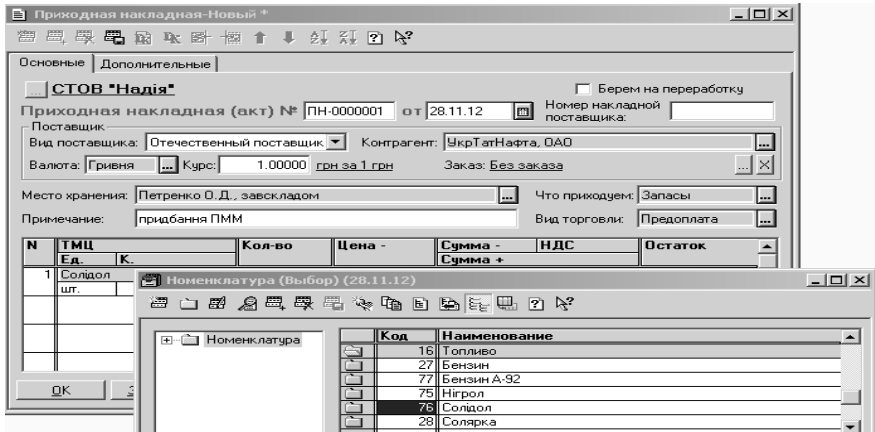 Приходная накладная-Новый *
Основные Дополнительные
... СТОВ "Надія" Берем на переработку
Приходная накладная (акт) № ПН-0000001 от 28.11.12 Номер накладной поставщика:
Поставщик
Вид поставщика: Отечественный поставщик Контрагент: УкрТатНафта, ОАО ...
Валюта: Гривня ... Курс: 1.00000 грн за 1 грн Заказ: Без заказа ...
Место хранения: Петренко О.Д., завскладом ... Что приходуем: Запасы ...
Примечание: придбання ПММ Вид торговли: Предоплата ...
N ТМЦ Кол-во Цена - Сумма - НДС Остаток
Ед. К. Сумма +
1 Солідол
шт.
OK
Номенклатура (Выбор) (28.11.12)
Номенклатура
Код Наименование
16 Топливо
27 Бензин
77 Бензин А-92
75 Нігрол
76 Солідол
28 Солярка